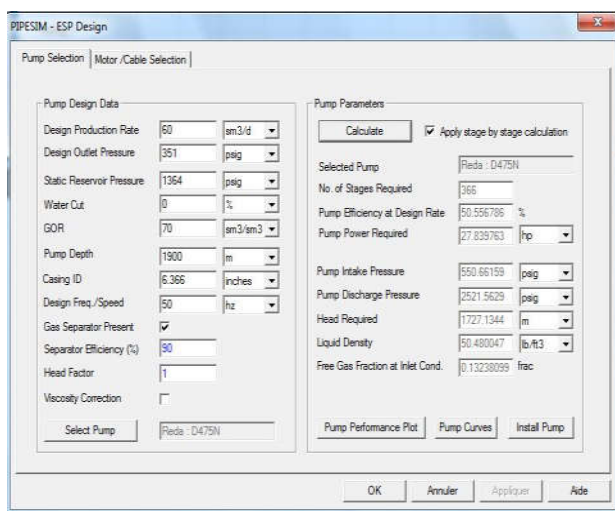 PIPESIM - ESP Design
Pump Selection Motor /Cable Selection
Pump Design Data
Design Production Rate 60 sm3/d
Design Outlet Pressure 351 psig
Static Reservoir Pressure 1364 psig
Water Cut 0 %
GOR 70 sm3/sm3
Pump Depth 1900 m
Casing ID 6.366 inches
Design Freq./Speed 50 hz
Gas Separator Present
Separator Efficiency (%) 90
Head Factor 1
Viscosity Correction
Select Pump Reda : D475N
Pump Parameters
Calculate Apply stage by stage calculation
Selected Pump Reda : D475N
No. of Stages Required 366
Pump Efficiency at Design Rate 50.556786 %
Pump Power Required 27.839763 hp
Pump Intake Pressure 550.66159 psig
Pump Discharge Pressure 2521.5629 psig
Head Required 1727.1344 m
Liquid Density 50.480047 lb/ft3
Free Gas Fraction at Inlet Cond. 0.13238099 frac
Pump Performance Plot Pump Curves Install Pump
OK Annuler Appliquer Aide